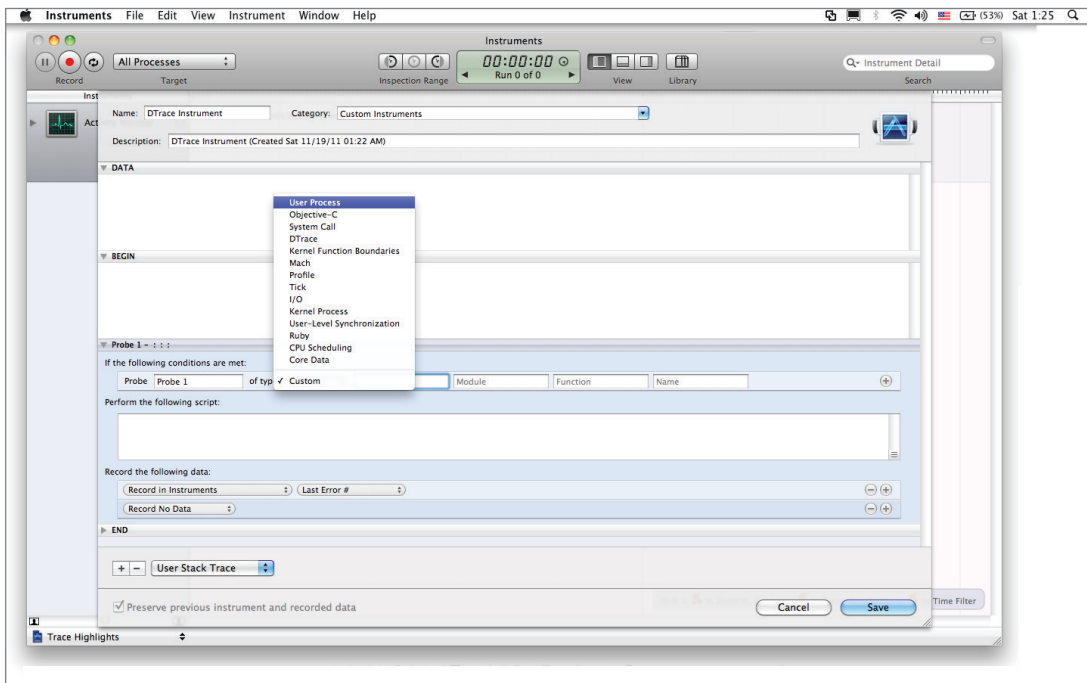 Instruments File Edit View Instrument Window Help (53%) Sat 1:25
Instruments
All Processes 00:00:00 Instrument Detail
Run 0 of 0
Record Target Inspection Range View Library Search
Inst
Name: DTrace Instrument Category: Custom Instruments
Act
Description: DTrace Instrument (Created Sat 11/19/11 01:22 AM)
DATA
User Process
Objective-C
System Call
DTrace
Kernel Function Boundaries
BEGIN
Mach
Profile
Tick
I/O
Kernel Process
User-Level Synchronization
Ruby
CPU Scheduling
Core Data
✓ Custom
Probe 1 - : : :
If the following conditions are met:
Probe Probe 1 of typ Module Function Name
Perform the following script:
Record the following data:
Record in Instruments Last Error #
Record No Data
END
+ - User Stack Trace
Preserve previous instrument and recorded data Cancel Save Time Filter
Trace Highlights